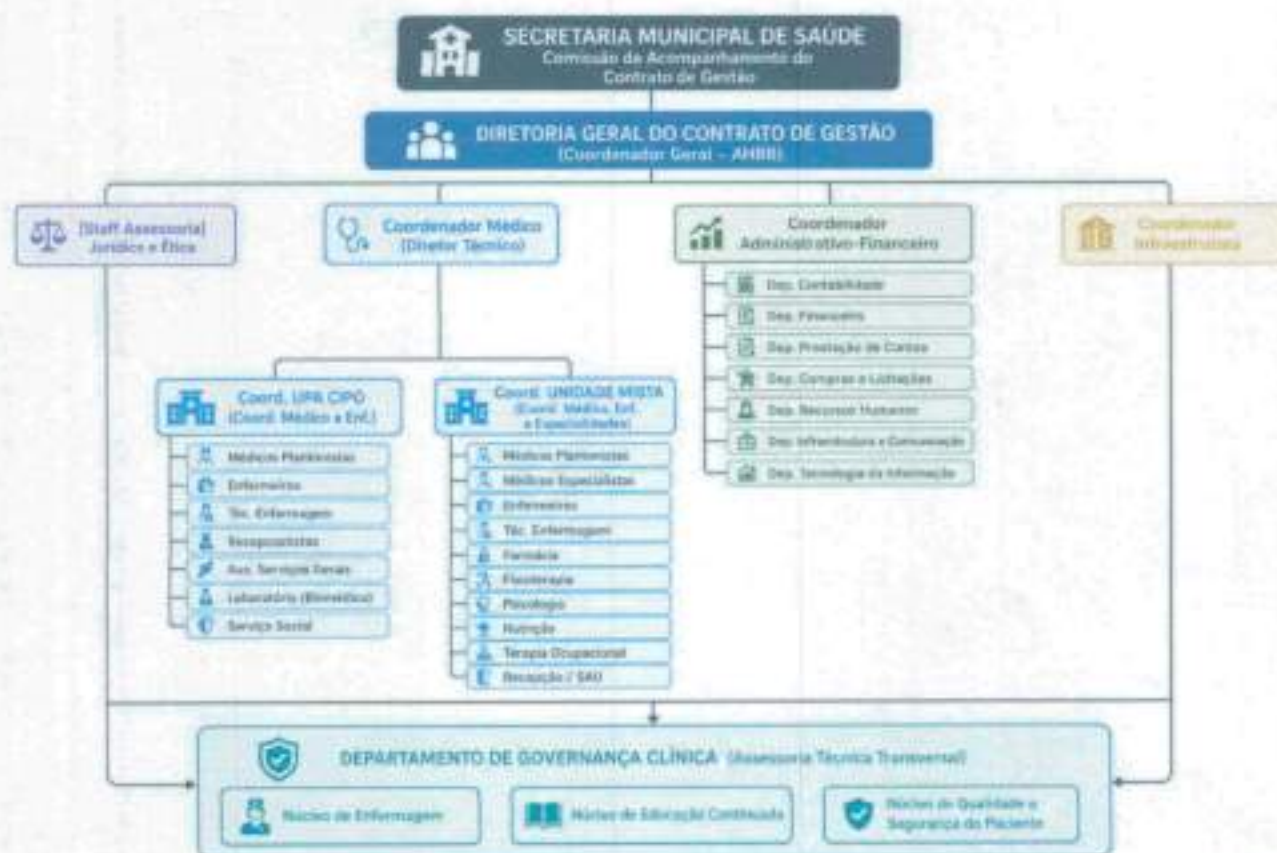 SECRETARIA MUNICIPAL DE SAÚDE
Comissão de Acompanhamento do
Contrato de Gestão
DIRETORIA GERAL DO CONTRATO DE GESTÃO
(Coordenador Geral – AHBB)
[Staff Assessoria]
Jurídico e Ética
Coordenador Médico
(Diretor Técnico)
Coordenador
Administrativo-Financeiro
Coordenador
Infraestrutura
Dep. Contabilidade
Dep. Financeiro
Dep. Prestação de Contas
Dep. Compras e Licitações
Dep. Recursos Humanos
Dep. Infraestrutura e Comunicação
Dep. Tecnologia da Informação
Coord. UPA CIPÓ
(Coord. Médico e Enf.)
Médicos Plantonistas
Enfermeiros
Téc. Enfermagem
Recepcionistas
Aux. Serviços Gerais
Laboratório (Biomédico)
Serviço Social
Coord. UNIDADE MISTA
(Coord. Médico, Enf.
e Especialidades)
Médicos Plantonistas
Médicos Especialistas
Enfermeiros
Téc. Enfermagem
Farmácia
Fisioterapia
Psicologia
Nutrição
Terapia Ocupacional
Recepção / SAU
DEPARTAMENTO DE GOVERNANÇA CLÍNICA (Assessoria Técnica Transversal)
Núcleo de Enfermagem
Núcleo de Educação Continuada
Núcleo de Qualidade e
Segurança do Paciente